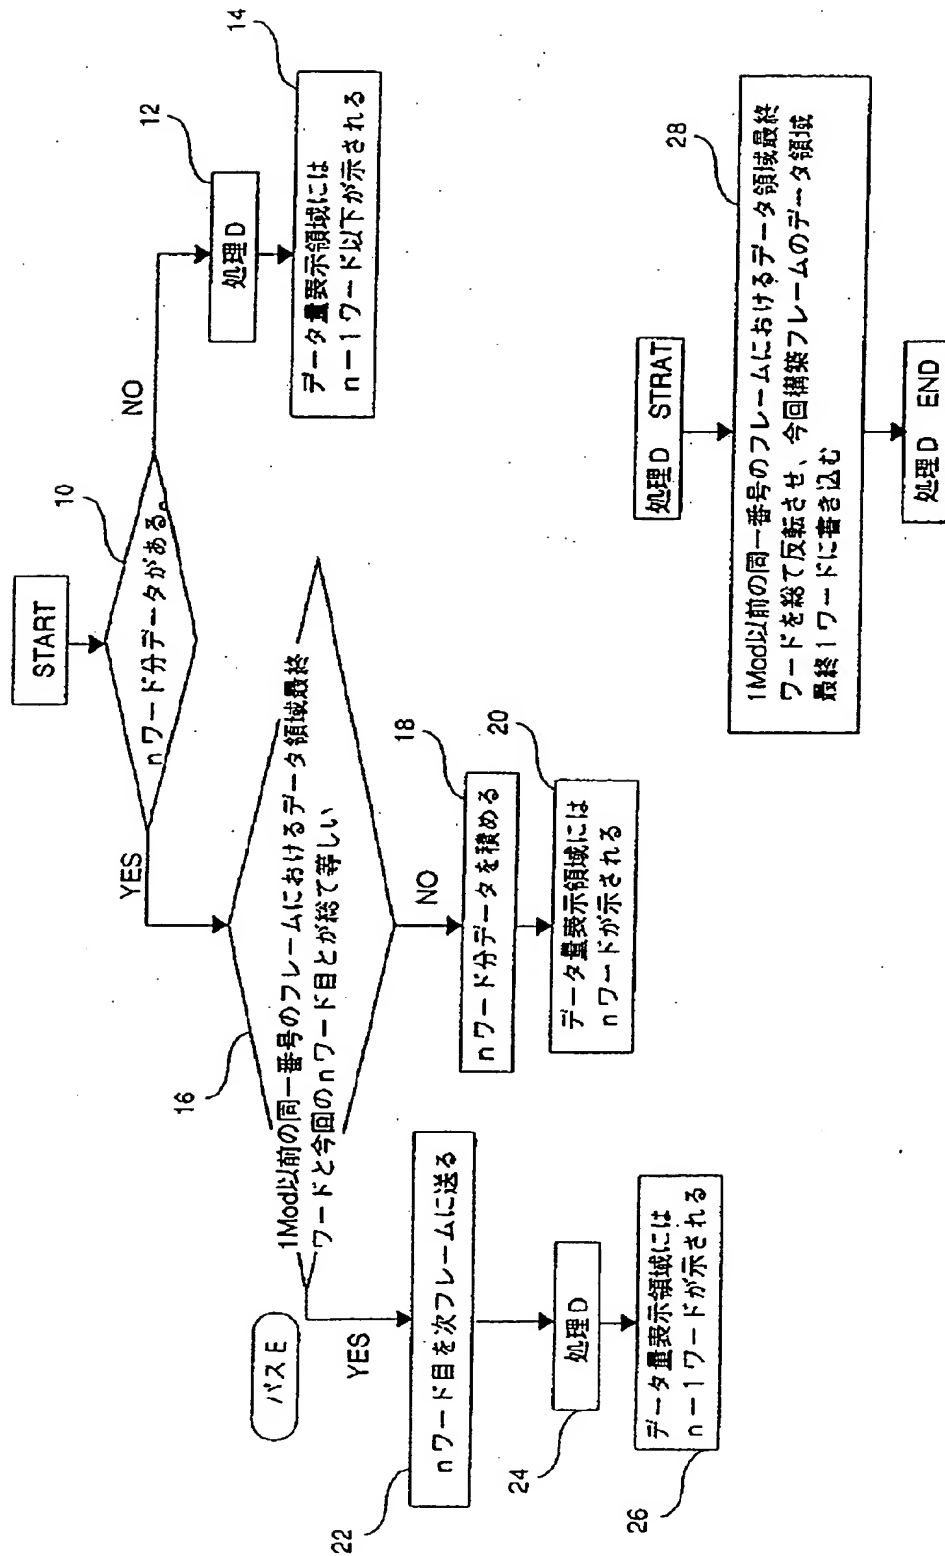 START
10
nワード分データがある。
YES
NO
12
処理D
14
データ量表示領域には
n－1ワード以下が示される
16
1Mod以前の同一番号のフレームにおけるデータ領域最終
ワードと今回のnワード目とが総て等しい
NO
18
nワード分データを積める
20
データ量表示領域には
nワードが示される
パスE
YES
22
nワード目を次フレームに送る
24
処理D
26
データ量表示領域には
n－1ワードが示される
処理D STRAT
28
1Mod以前の同一番号のフレームにおけるデータ領域最終
ワードを総て反転させ、今回構築フレームのデータ領域
最終1ワードに書き込む
処理D END